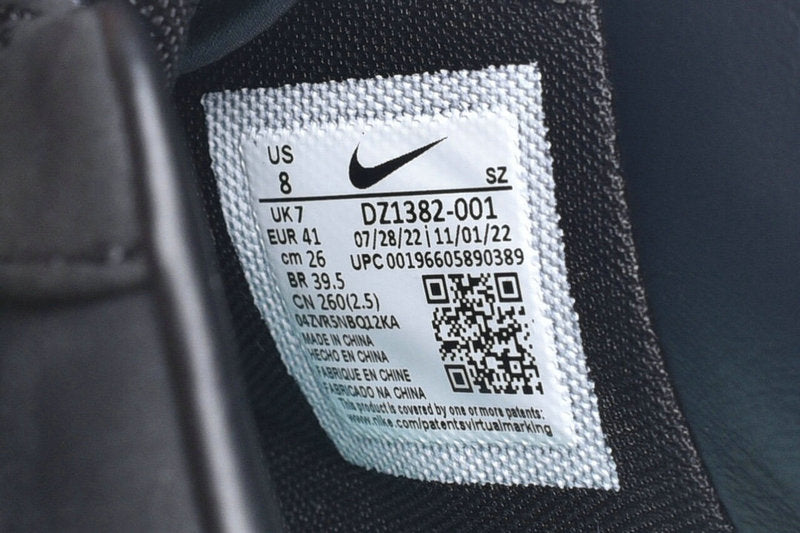 US
8
SZ
UK 7
DZ1382-001
EUR 41
07/28/22 | 11/01/22
cm 26
UPC 00196605890389
BR 39.5
CN 260(2.5)
04ZVR5NBQ12KA
MADE IN CHINA
HECHO EN CHINA
FABRIQUE EN CHINE
FABRICADO NA CHINA
This product is covered by one or more patents:
www.nike.com/patentsvirtualmarking